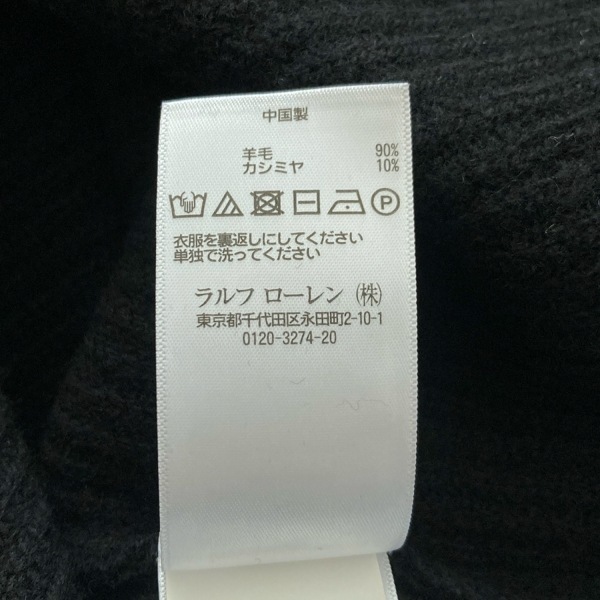 中国製
羊毛 90%
カシミヤ 10%
P
衣服を裏返しにしてください
単独で洗ってください
ラルフ ローレン (株)
東京都千代田区永田町2-10-1
0120-3274-20